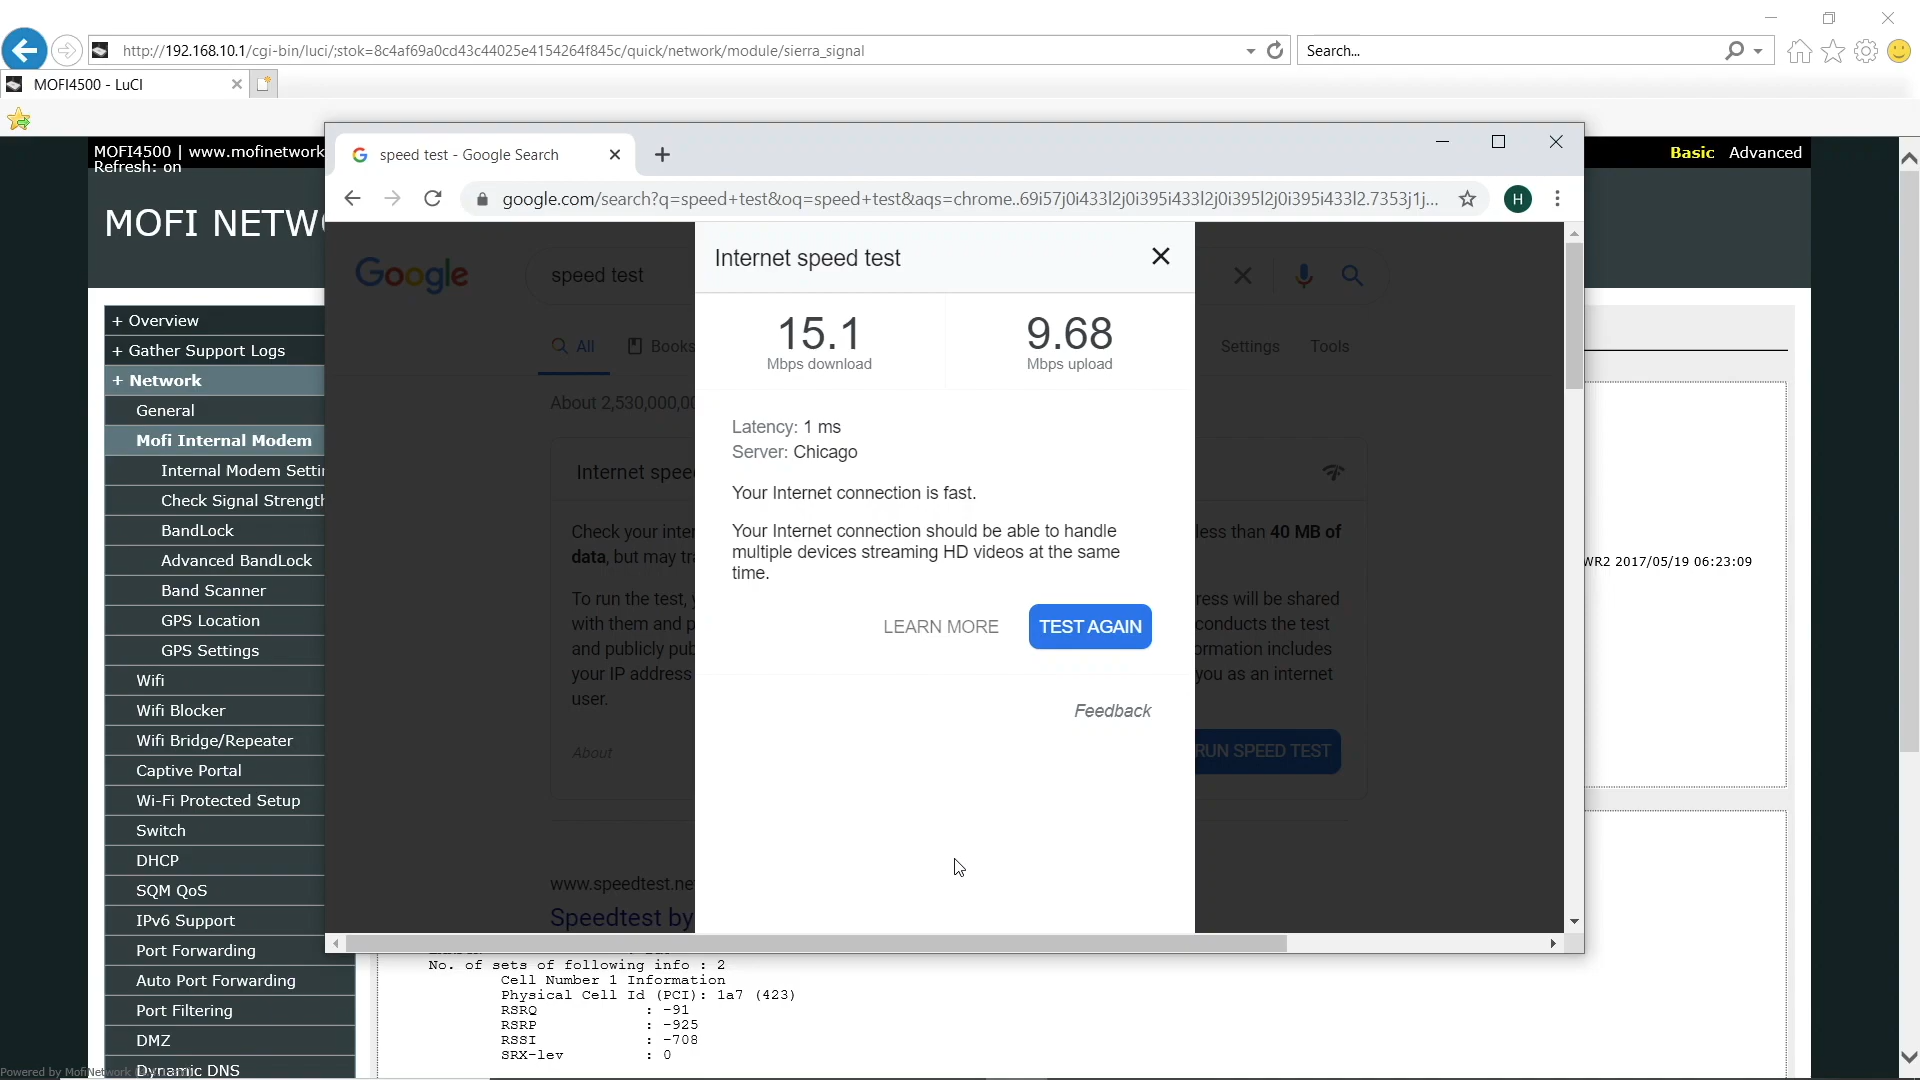 http://192.168.10.1/cgi-bin/luci/;stok=8c4af69a0cd43c44025e4154264f845c/quick/network/module/sierra_signal
Search...
MOFI4500 - LuCI
MOFI4500 | www.mofinetwork
Refresh: on
Basic Advanced
MOFI NETW
speed test - Google Search
google.com/search?q=speed+test&oq=speed+test&aqs=chrome..69i57j0i433l2j0i395i433l2j0i395l2j0i395i433l2.7353j1j...
H
Google
speed test
All
Books
Settings
Tools
About 2,530,000,00
Internet speed test
15.1
Mbps download
9.68
Mbps upload
Latency: 1 ms
Server: Chicago
Your Internet connection is fast.
Your Internet connection should be able to handle
multiple devices streaming HD videos at the same
time.
LEARN MORE
TEST AGAIN
Feedback
Internet spee
Check your inter
less than 40 MB of
data, but may tra
To run the test, y
ress will be shared
with them and p
conducts the test
and publicly pub
rmation includes
your IP address
you as an internet
user.
About
RUN SPEED TEST
www.speedtest.ne
Speedtest by
+ Overview
+ Gather Support Logs
+ Network
General
Mofi Internal Modem
Internal Modem Settin
Check Signal Strength
BandLock
Advanced BandLock
Band Scanner
GPS Location
GPS Settings
Wifi
Wifi Blocker
Wifi Bridge/Repeater
Captive Portal
Wi-Fi Protected Setup
Switch
DHCP
SQM QoS
IPv6 Support
Port Forwarding
Auto Port Forwarding
Port Filtering
DMZ
Dynamic DNS
Powered by MofiNetwork
WR2 2017/05/19 06:23:09
No. of sets of following info : 2
Cell Number 1 Information
Physical Cell Id (PCI): 1a7 (423)
RSRQ : -91
RSRP : -925
RSSI : -708
SRX-lev : 0